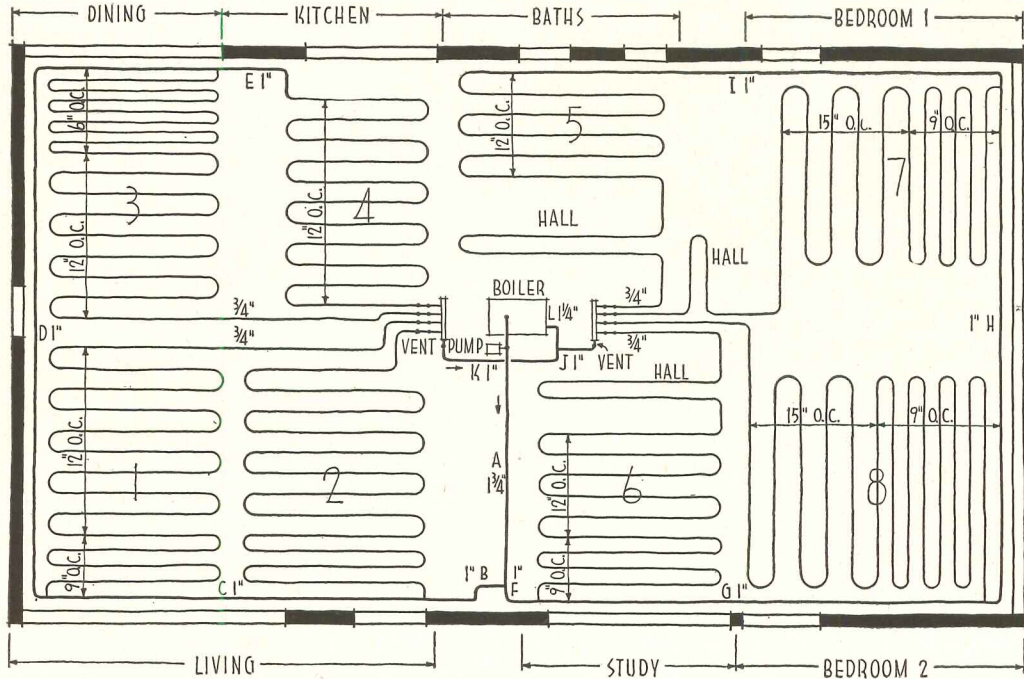 DINING KITCHEN BATHS BEDROOM 1
E 1" I 1"
6" O.C. 12" O.C. 5 15" O.C. 9" O.C.
3 4 7
12" O.C. 12" O.C. HALL HALL
3/4" BOILER 3/4"
D 1" 3/4" L 1 1/4" 1" H
VENT PUMP 3/4"
K 1" J 1" VENT
HALL
12" O.C. 15" O.C. 9" O.C.
1 2 A 1 3/4" 12" O.C. 6 8
9" O.C. 9" O.C.
C 1" 1" B 1" F G 1"
LIVING STUDY BEDROOM 2